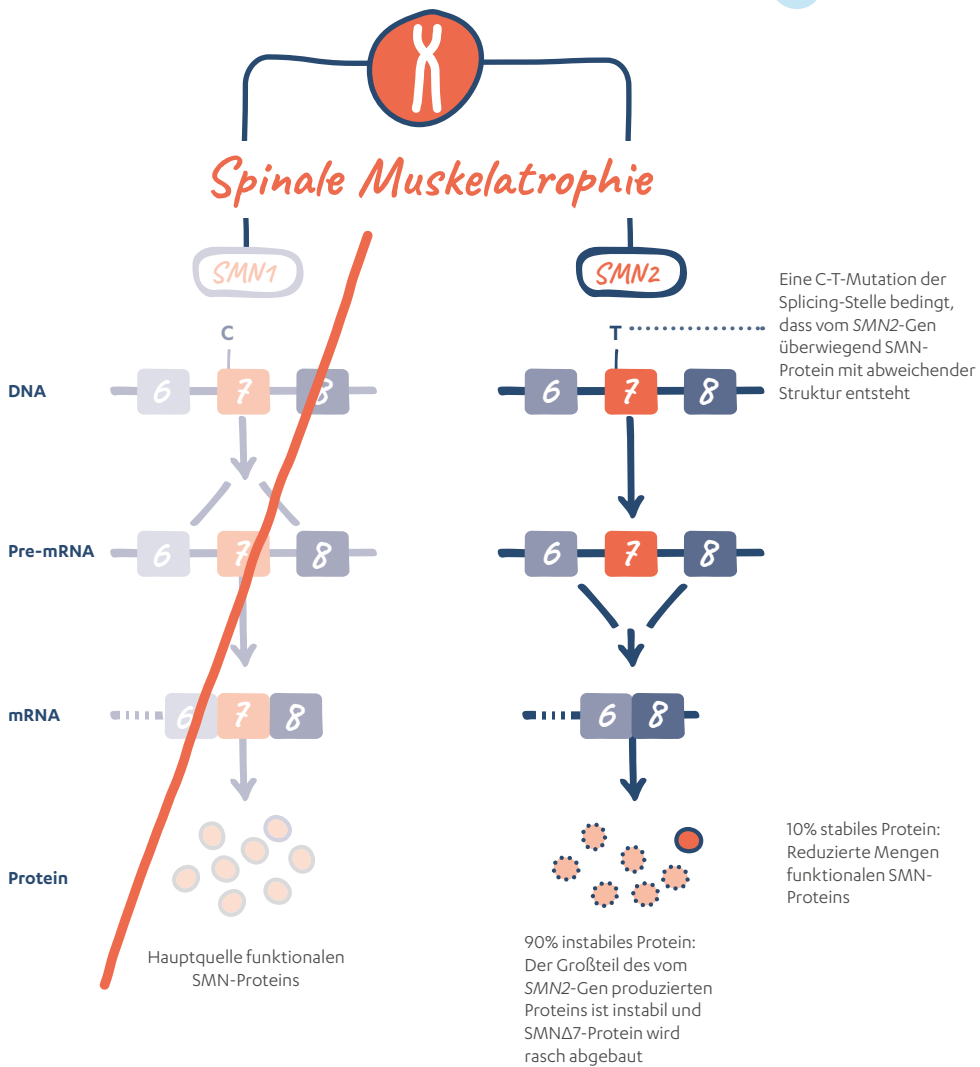 Spinale Muskelatrophie
SMN1
SMN2
C
T
Eine C-T-Mutation der
Splicing-Stelle bedingt,
dass vom SMN2-Gen
überwiegend SMN-
Protein mit abweichender
Struktur entsteht
DNA
6 7 8
6 7 8
Pre-mRNA
6 7 8
6 7 8
mRNA
6 7 8
6 8
Protein
10% stabiles Protein:
Reduzierte Mengen
funktionalen SMN-
Proteins
Hauptquelle funktionalen
SMN-Proteins
90% instabiles Protein:
Der Großteil des vom
SMN2-Gen produzierten
Proteins ist instabil und
SMNΔ7-Protein wird
rasch abgebaut